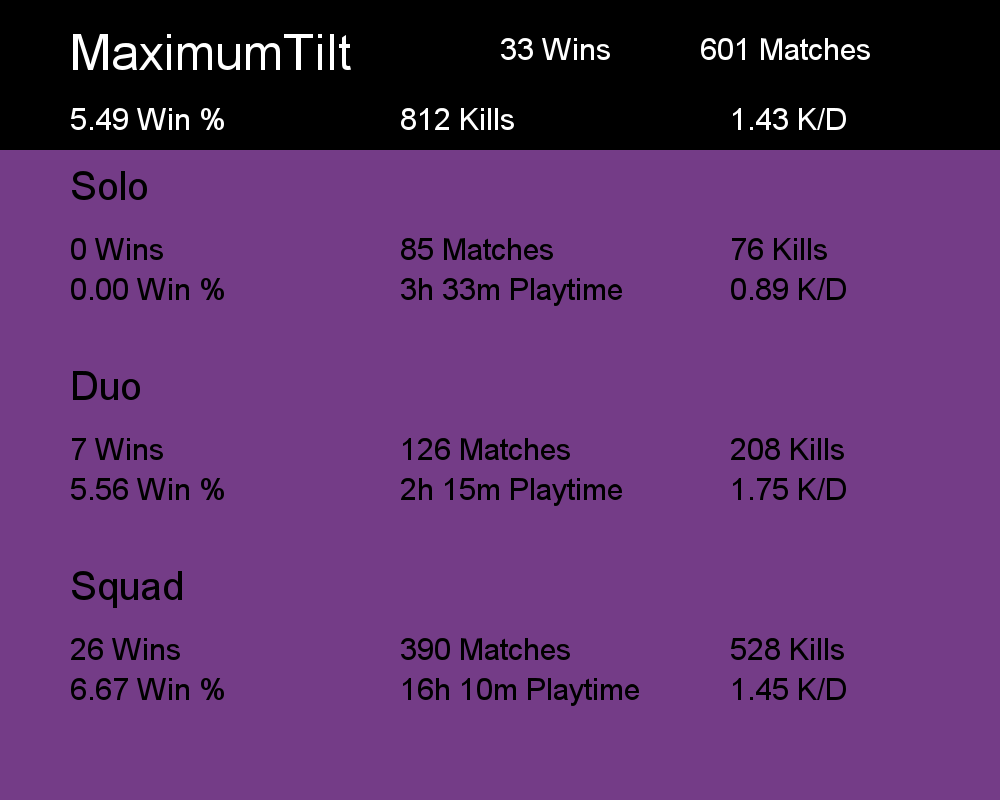 MaximumTilt 33 Wins 601 Matches
5.49 Win % 812 Kills 1.43 K/D
Solo
0 Wins 85 Matches 76 Kills
0.00 Win % 3h 33m Playtime 0.89 K/D
Duo
7 Wins 126 Matches 208 Kills
5.56 Win % 2h 15m Playtime 1.75 K/D
Squad
26 Wins 390 Matches 528 Kills
6.67 Win % 16h 10m Playtime 1.45 K/D